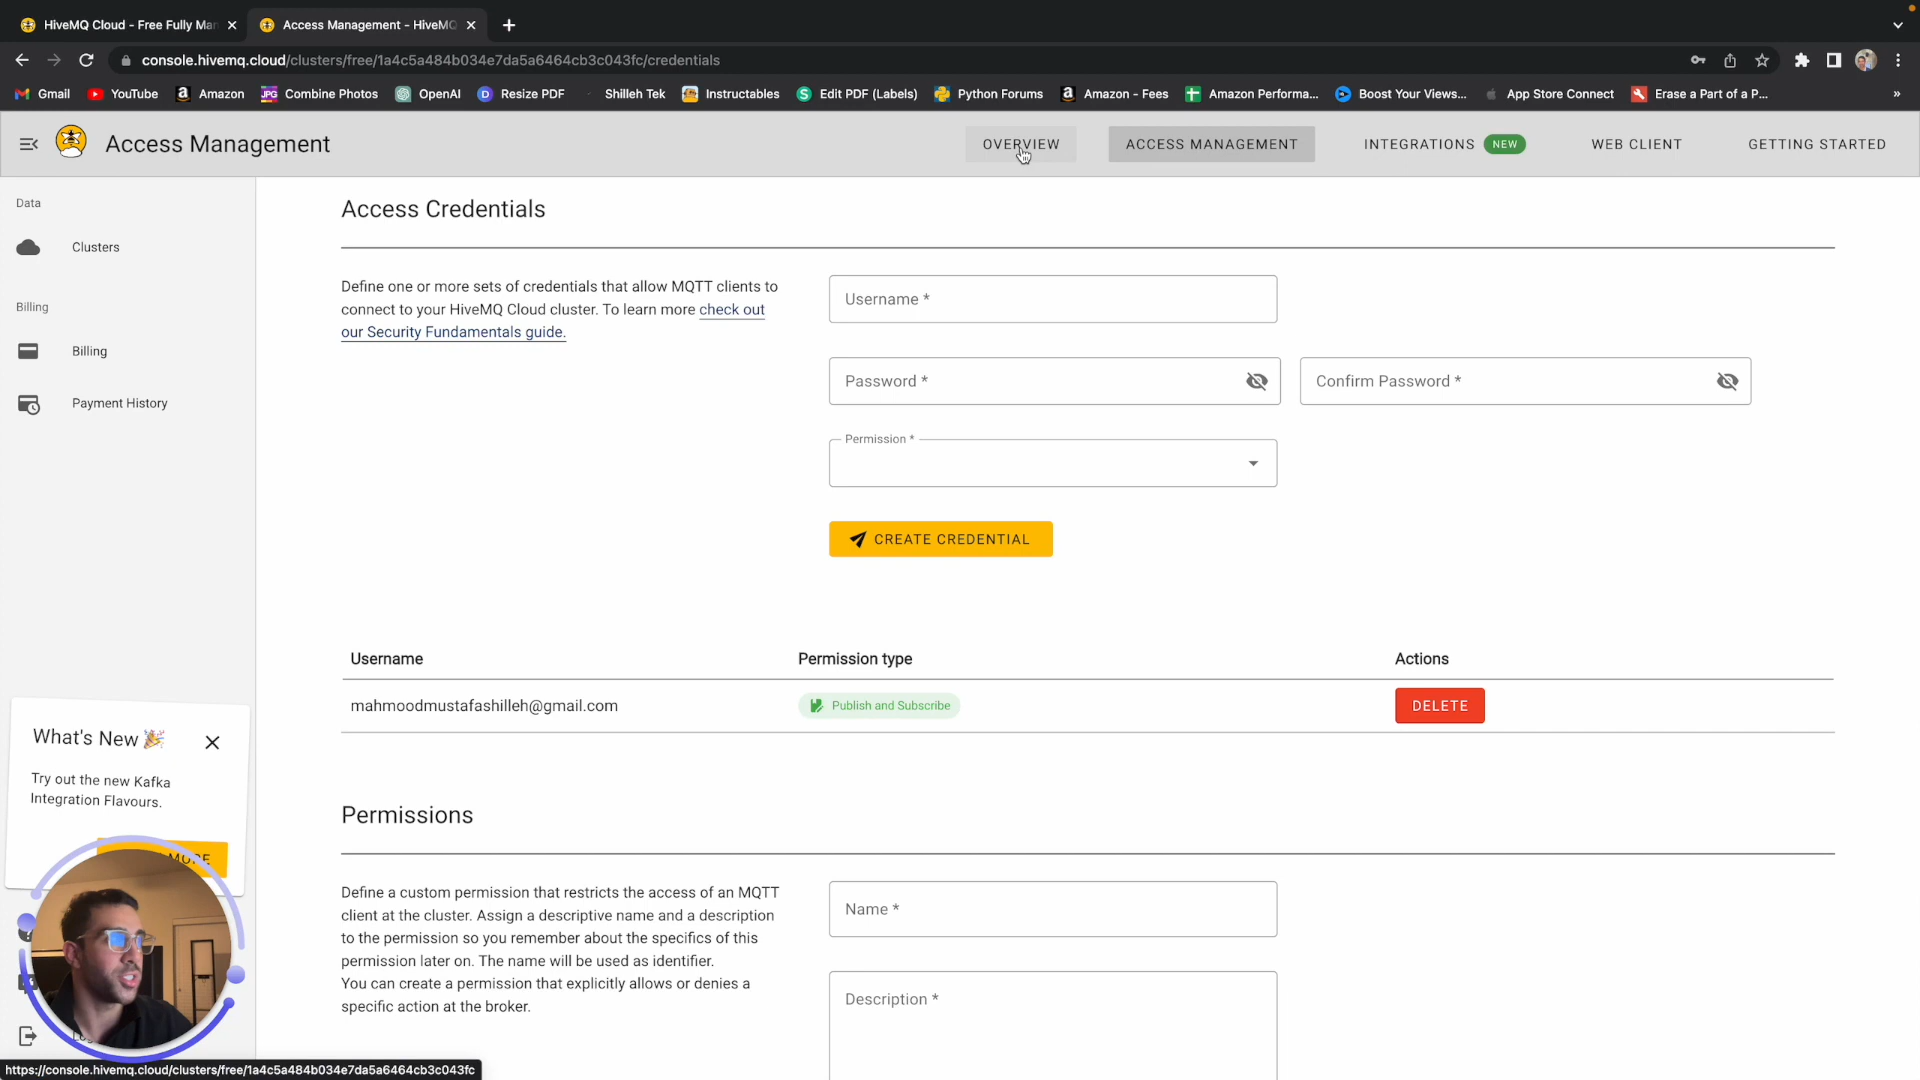 HiveMQ Cloud - Free Fully Man
Access Management - HiveMQ
console.hivemq.cloud/clusters/free/1a4c5a484b034e7da5a6464cb3c043fc/credentials
Gmail
YouTube
Amazon
JPG
Combine Photos
OpenAI
Resize PDF
Shilleh Tek
Instructables
Edit PDF (Labels)
Python Forums
Amazon - Fees
Amazon Performa...
Boost Your Views...
App Store Connect
Erase a Part of a P...
»
Access Management
OVERVIEW
ACCESS MANAGEMENT
INTEGRATIONS NEW
WEB CLIENT
GETTING STARTED
Data
Clusters
Billing
Billing
Payment History
Access Credentials
Define one or more sets of credentials that allow MQTT clients to
connect to your HiveMQ Cloud cluster. To learn more check out
our Security Fundamentals guide.
Username *
Password *
Confirm Password *
Permission *
CREATE CREDENTIAL
Username
Permission type
Actions
mahmoodmustafashilleh@gmail.com
Publish and Subscribe
DELETE
What's New
Try out the new Kafka
Integration Flavours.
MORE
Permissions
Define a custom permission that restricts the access of an MQTT
client at the cluster. Assign a descriptive name and a description
to the permission so you remember about the specifics of this
permission later on. The name will be used as identifier.
You can create a permission that explicitly allows or denies a
specific action at the broker.
Name *
Description *
https://console.hivemq.cloud/clusters/free/1a4c5a484b034e7da5a6464cb3c043fc